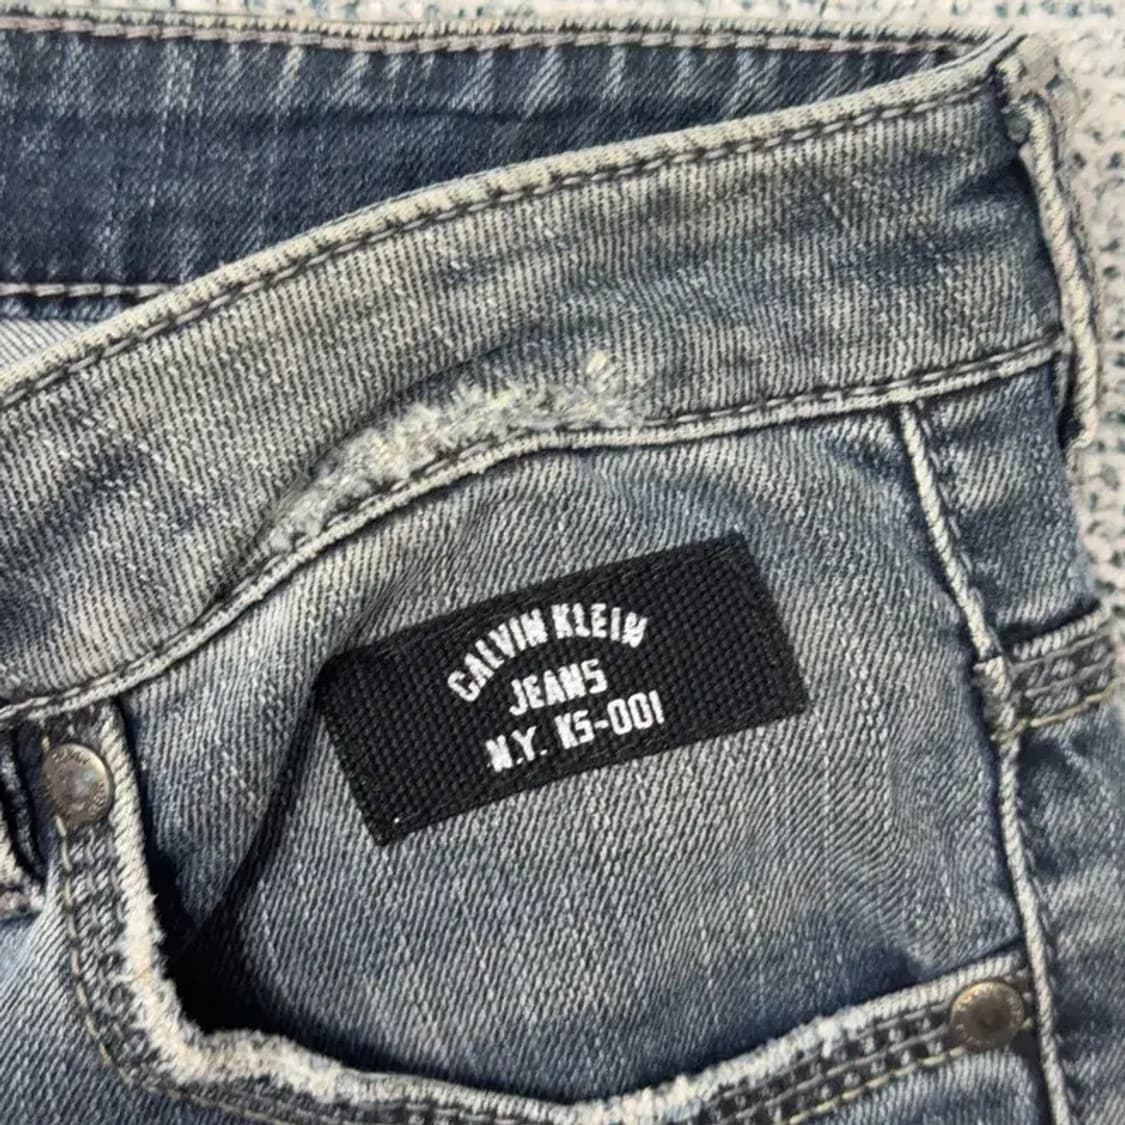 CALVIN KLEIN
JEANS
N.Y. KS-001